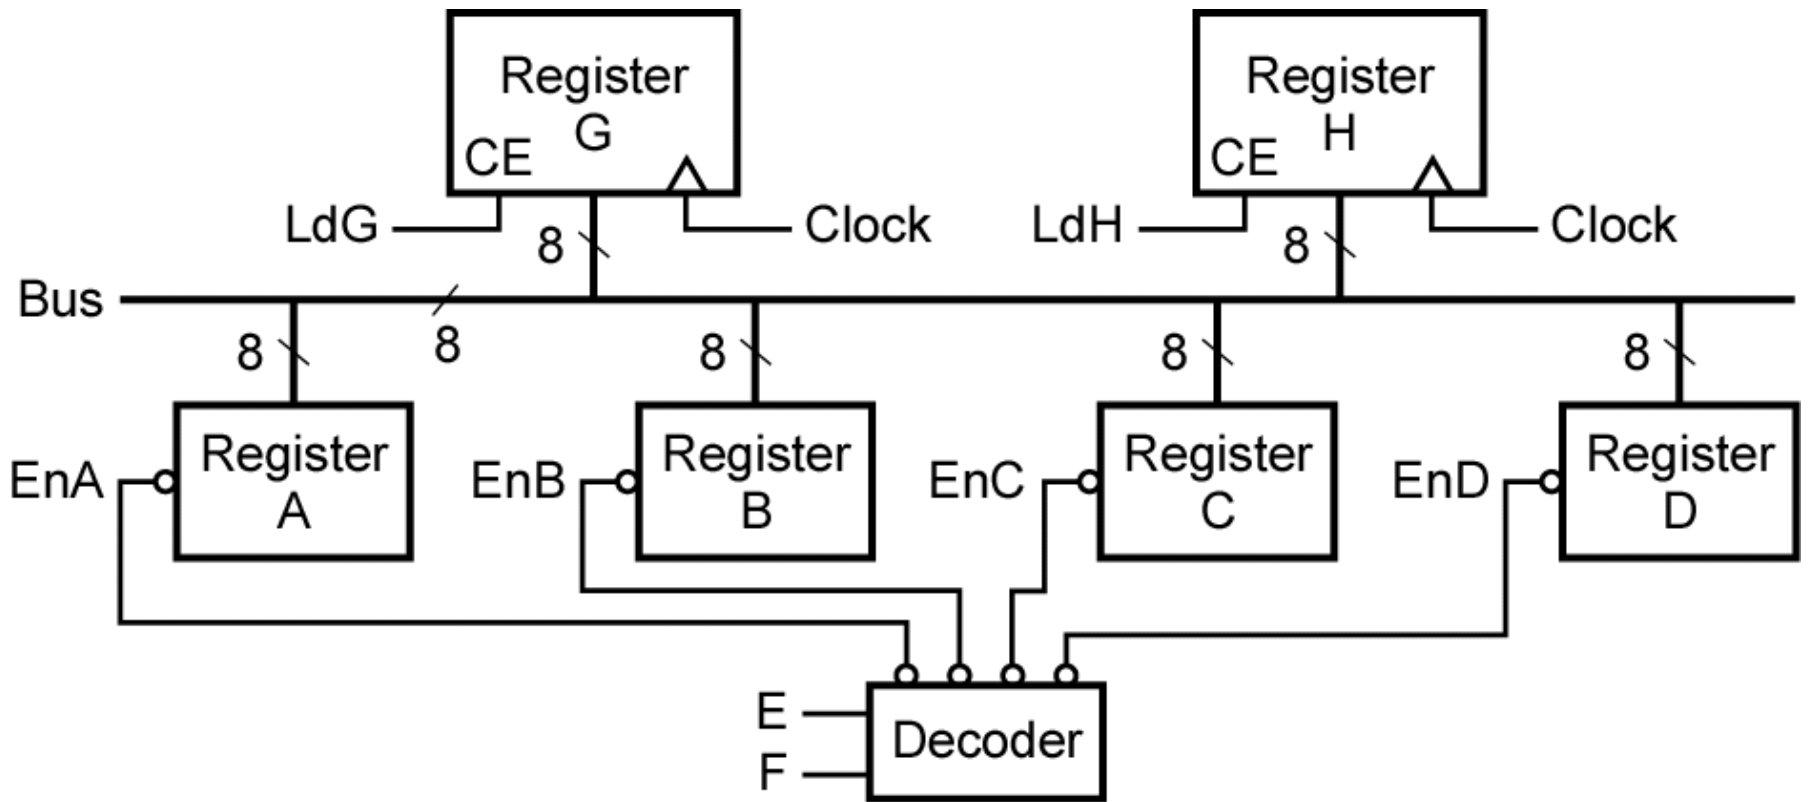 Register
G
CE
Register
H
CE
LdG
8
Clock
LdH
8
Clock
Bus
8
8
8
8
8
EnA
Register
A
EnB
Register
B
EnC
Register
C
EnD
Register
D
E
F
Decoder